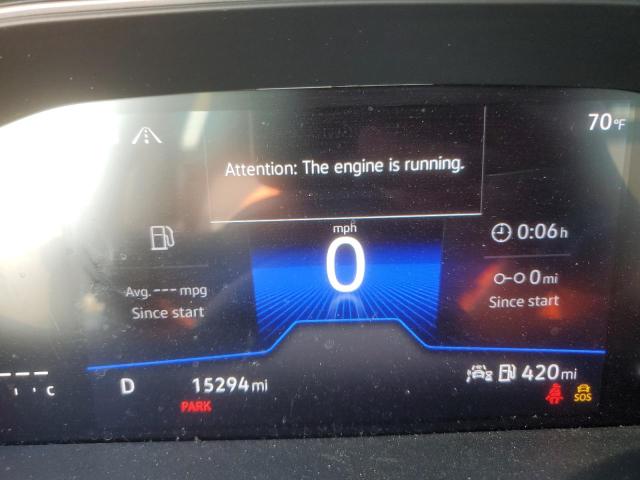 70°F
Attention: The engine is running.
mph
0
0:06h
Avg. --- mpg
0 mi
Since start
Since start
C
D
15294 mi
420 mi
PARK
SOS